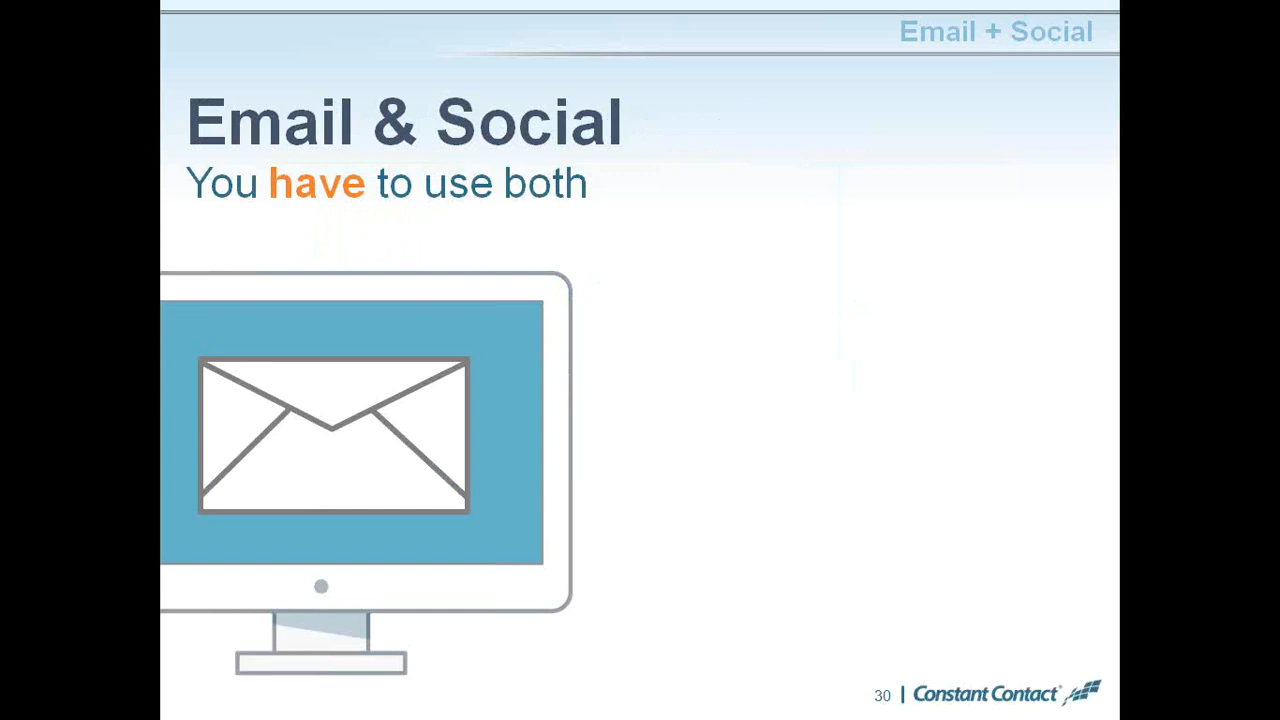 Email + Social
Email & Social
You have to use both
30 | Constant Contact®